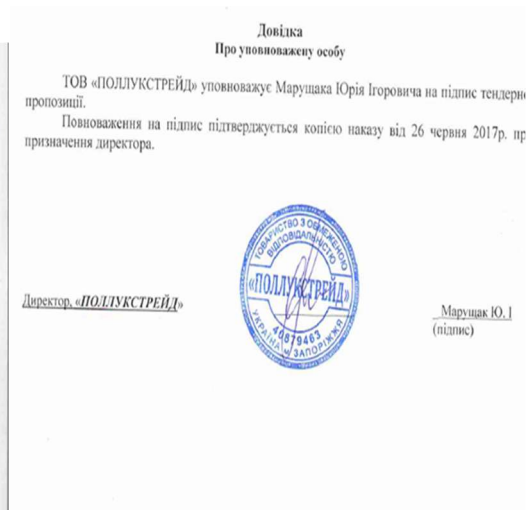 Довідка
Про уповноважену особу
ТОВ «ПОЛЛУКСТРЕЙД» уповноважує Марущака Юрія Ігоровича на підпис тендерно
пропозиції.
Повноваження на підпис підтверджується копією наказу від 26 червня 2017р. пр
призначення директора.
ТОВАРИСТВО З ОБМЕЖЕНОЮ
ВІДПОВІДАЛЬНІСТЮ
«ПОЛЛУКСТРЕЙД»
40879463
УКРАЇНА м. ЗАПОРІЖЖЯ
Директор, «ПОЛЛУКСТРЕЙД»
Марущак Ю. І
(підпис)